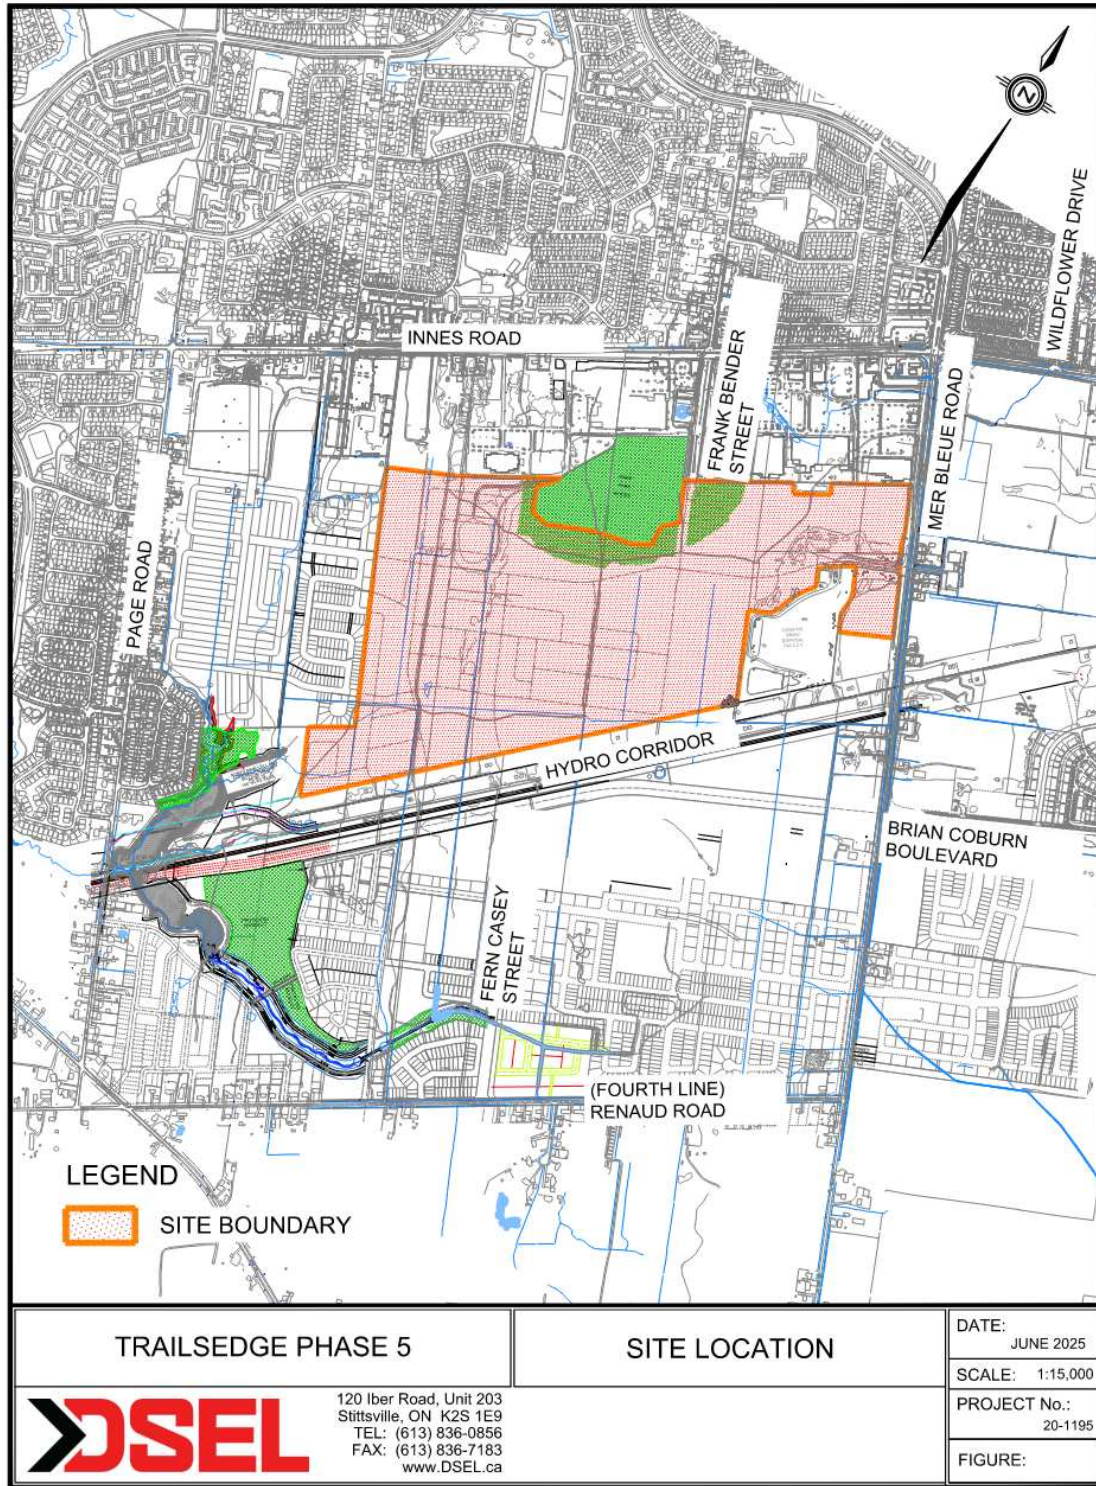 WILDFLOWER DRIVE
INNES ROAD
FRANK BENDER
STREET
MER BLEUE ROAD
PAGE ROAD
HYDRO CORRIDOR
BRIAN COBURN
BOULEVARD
FERN CASEY
STREET
(FOURTH LINE)
RENAUD ROAD
LEGEND
SITE BOUNDARY
TRAILSEDGE PHASE 5
SITE LOCATION
DATE:
JUNE 2025
SCALE: 1:15,000
PROJECT No.:
20-1195
FIGURE:
DSEL
120 Iber Road, Unit 203
Stittsville, ON K2S 1E9
TEL: (613) 836-0856
FAX: (613) 836-7183
www.DSEL.ca
N